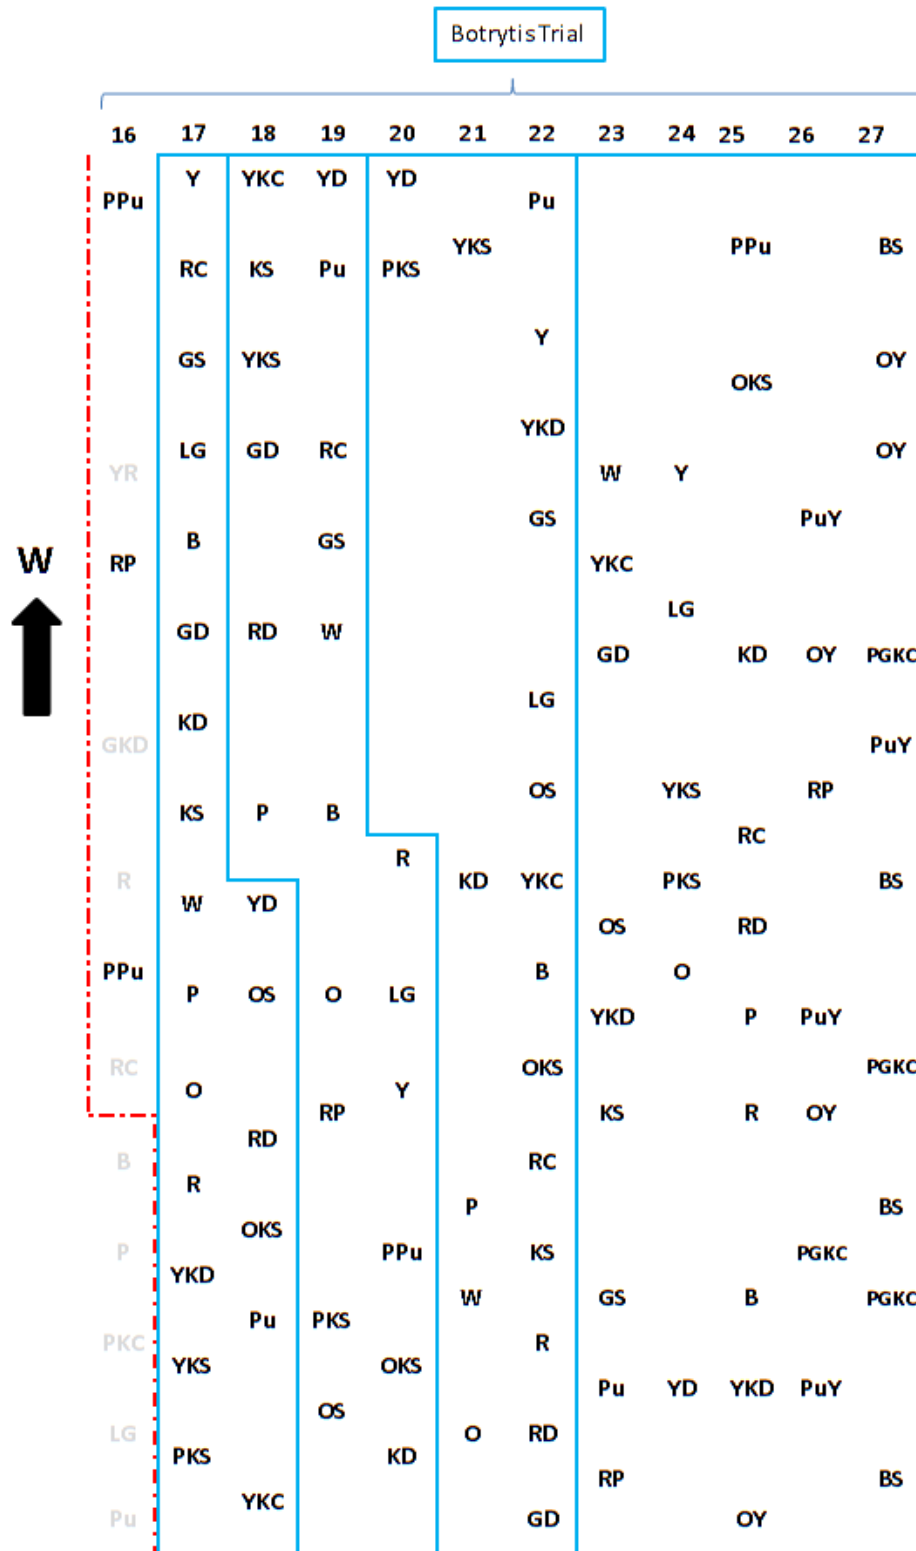 Botrytis Trial
16 17 18 19 20 21 22 23 24 25 26 27
Y YKC YD YD
PPu Pu
YKS PPu BS
RC KS Pu PKS
Y
GS YKS OY
OKS
YKD
LG GD RC OY
YR W Y
GS PuY
B GS
W RP YKC
LG
GD RD W
GD KD OY PGKC
LG
KD
GKD PuY
OS YKS RP
KS P B
RC
R
R KD YKC PKS BS
W YD
OS RD
PPu B O
P OS O LG
YKD P PuY
RC OKS PGKC
O Y
RP KS R OY
RD
B RC
R
P BS
OKS
P PPu KS PGKC
YKD
W GS B PGKC
Pu PKS
PKC R
YKS OKS
Pu YD YKD PuY
OS
LG O RD
PKS KD
RP BS
YKC
Pu GD OY